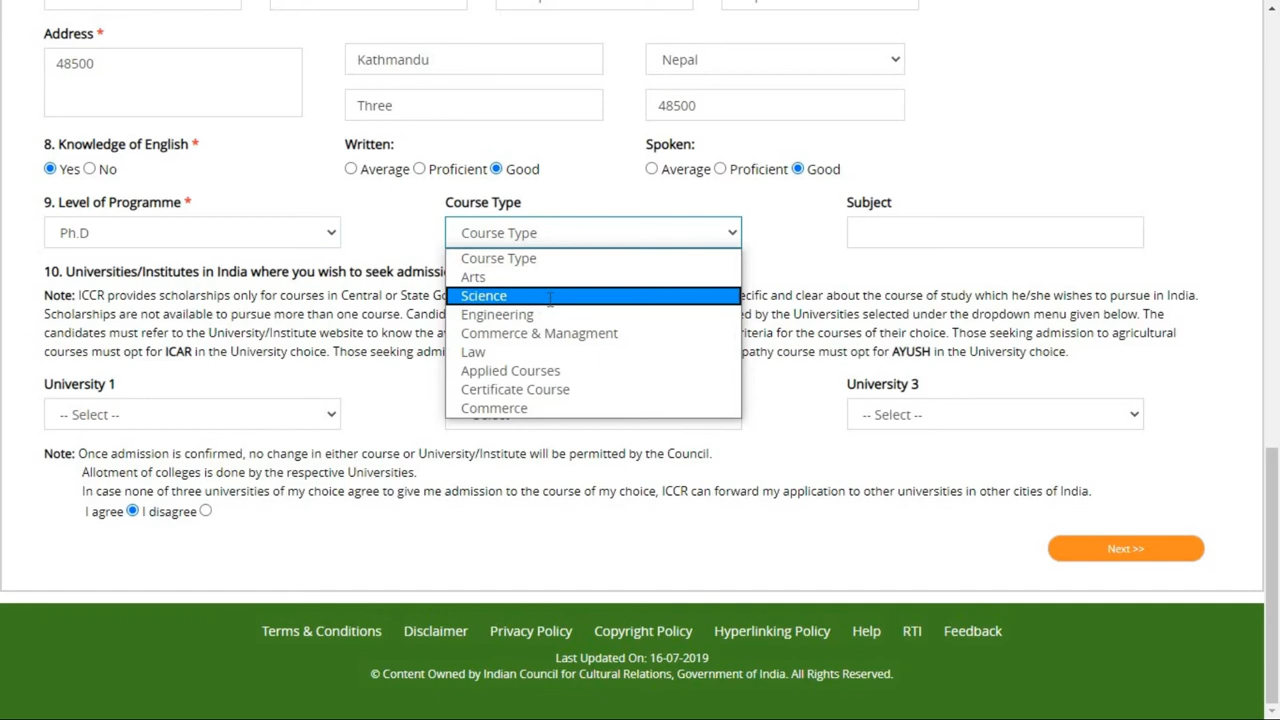 Address *
48500
Kathmandu
Nepal
Three
48500
8. Knowledge of English *
Written:
Spoken:
Yes No
Average Proficient Good
Average Proficient Good
9. Level of Programme *
Course Type
Subject
Ph.D
Course Type
Course Type
Arts
Science
Engineering
Commerce & Managment
Law
Applied Courses
Certificate Course
Commerce
10. Universities/Institutes in India where you wish to seek admissi
Note: ICCR provides scholarships only for courses in Central or State Go ecific and clear about the course of study which he/she wishes to pursue in India.
Scholarships are not available to pursue more than one course. Candid ed by the Universities selected under the dropdown menu given below. The
candidates must refer to the University/Institute website to know the av riteria for the courses of their choice. Those seeking admission to agricultural
courses must opt for ICAR in the University choice. Those seeking admi pathy course must opt for AYUSH in the University choice.
University 1
University 3
-- Select --
-- Select --
Note: Once admission is confirmed, no change in either course or University/Institute will be permitted by the Council.
Allotment of colleges is done by the respective Universities.
In case none of three universities of my choice agree to give me admission to the course of my choice, ICCR can forward my application to other universities in other cities of India.
I agree I disagree
Next >>
Terms & Conditions Disclaimer Privacy Policy Copyright Policy Hyperlinking Policy Help RTI Feedback
Last Updated On: 16-07-2019
© Content Owned by Indian Council for Cultural Relations, Government of India. All Rights Reserved.